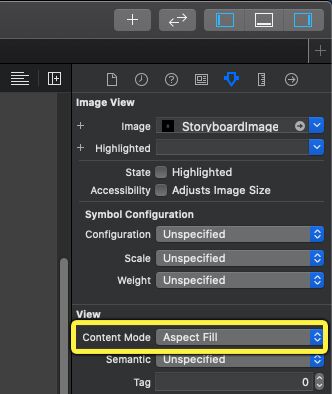 Image View
Image StoryboardImage
Highlighted
State Highlighted
Accessibility Adjusts Image Size
Symbol Configuration
Configuration Unspecified
Scale Unspecified
Weight Unspecified
View
Content Mode Aspect Fill
Semantic Unspecified
Tag 0